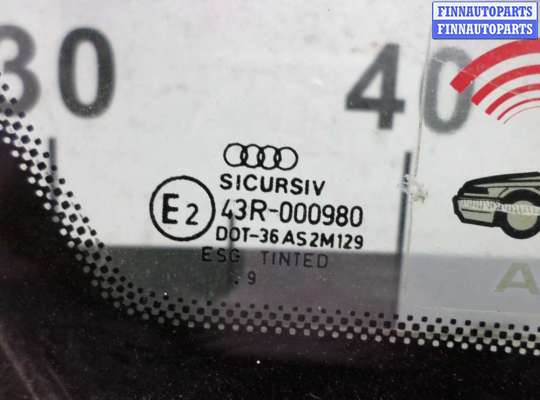 FINNAUTOPARTS
FINNAUTOPARTS
30
40
SICURSIV
E2
43R-000980
DOT-36 AS2M129
ESG TINTED
. 9
A